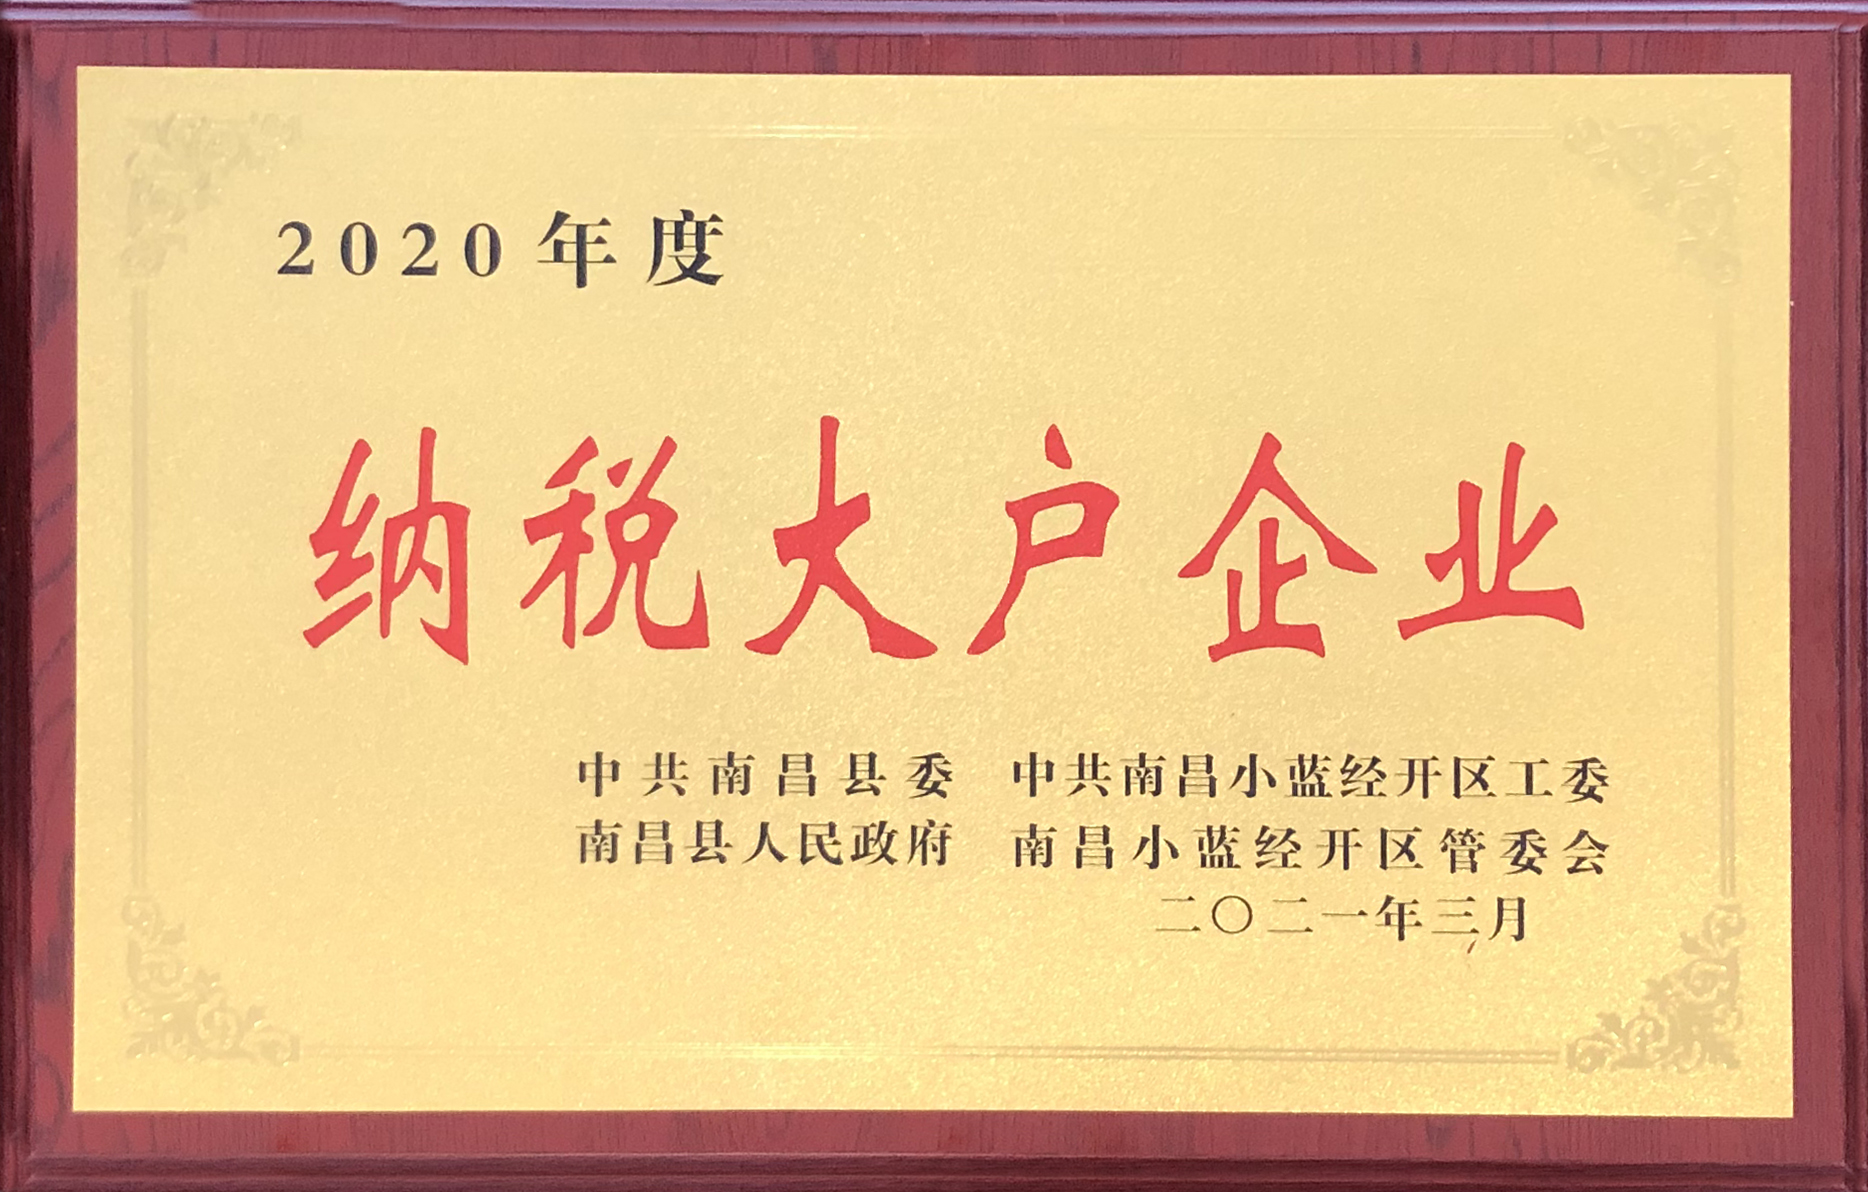 2020年度
纳税大户企业
中共南昌县委 中共南昌小蓝经开区工委
南昌县人民政府 南昌小蓝经开区管委会
二〇二一年三月